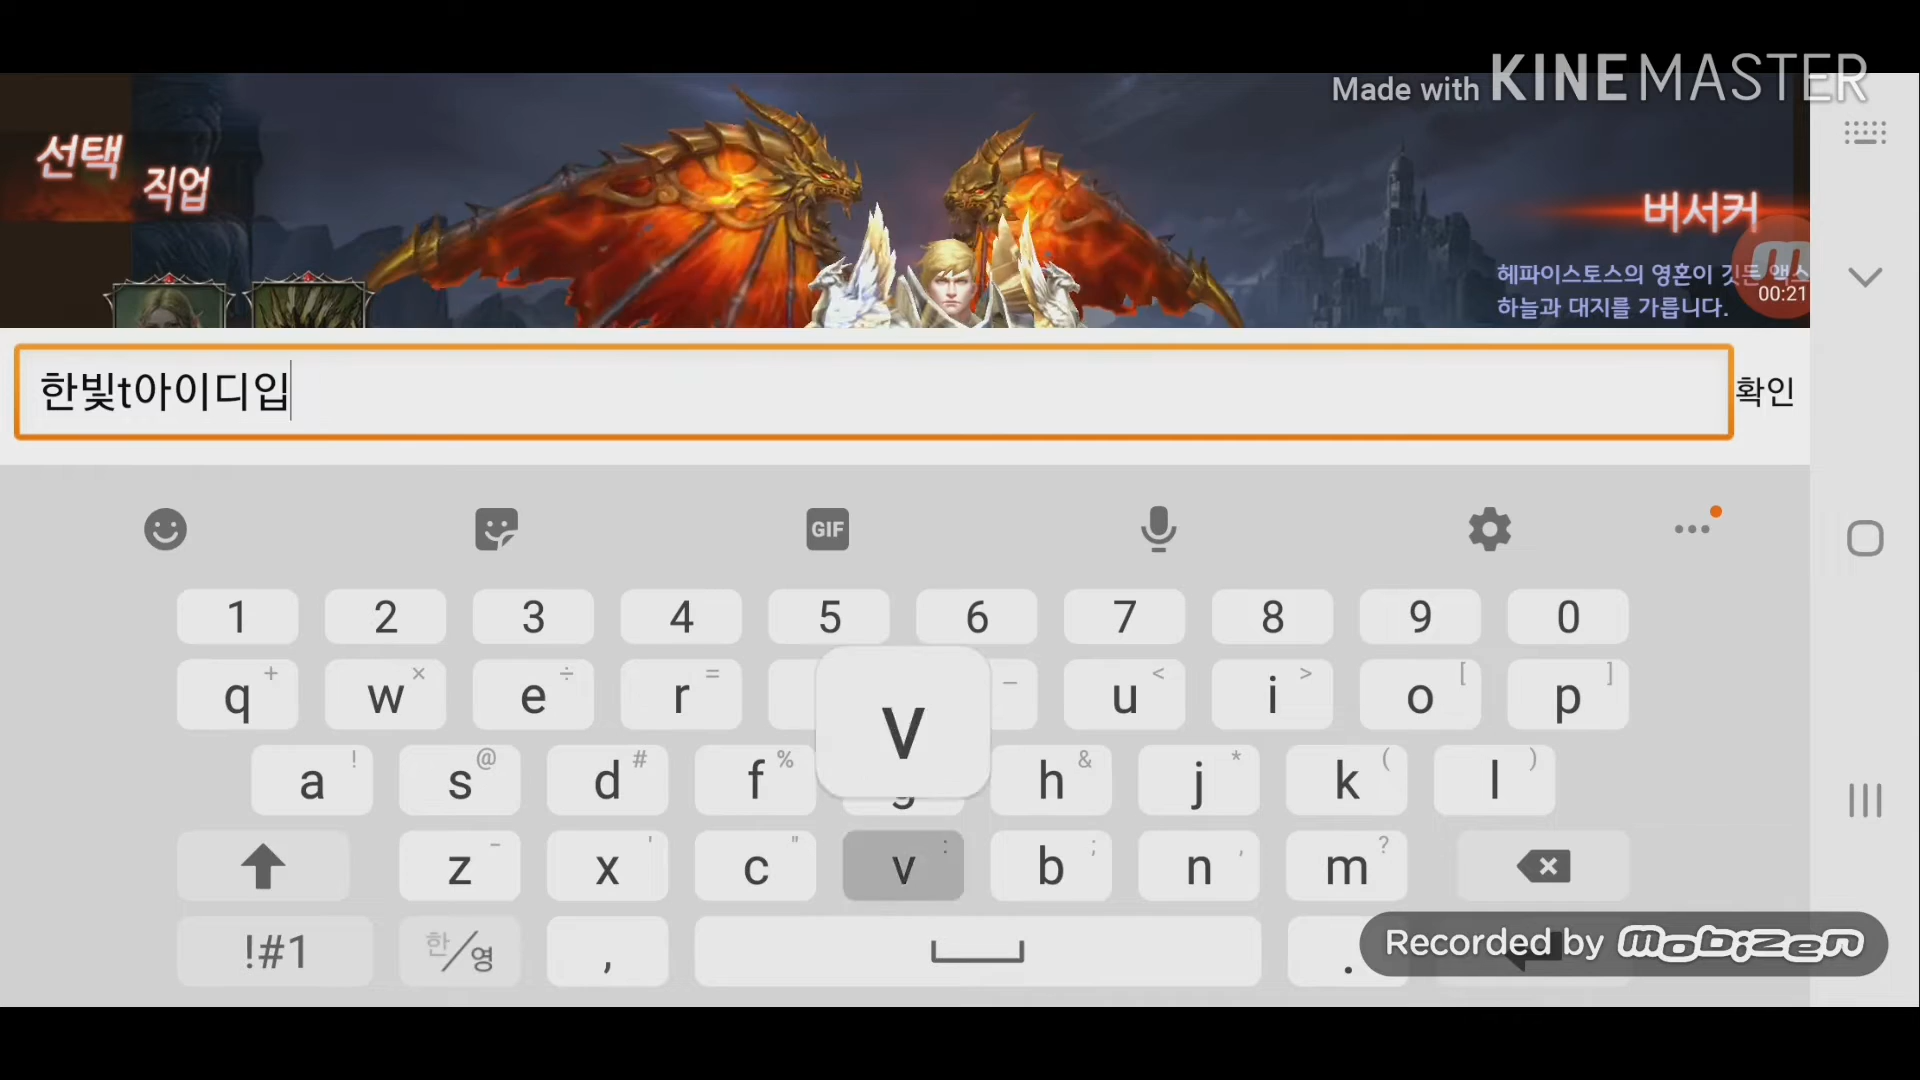 Made with KINEMASTER
선택
직업
버서커
헤파이스토스의 영혼이 깃든 액스
하늘과 대지를 가릅니다.
00:21
한빛t아이디입
확인
GIF
1 2 3 4 5 6 7 8 9 0
q + w × e ÷ r = _ u < i > o [ p ]
v
a ! s @ d # f % g h & j * k ( l )
z - x ' c " v : b ; n , m ?
!#1 한/영 , .
Recorded by mobizen